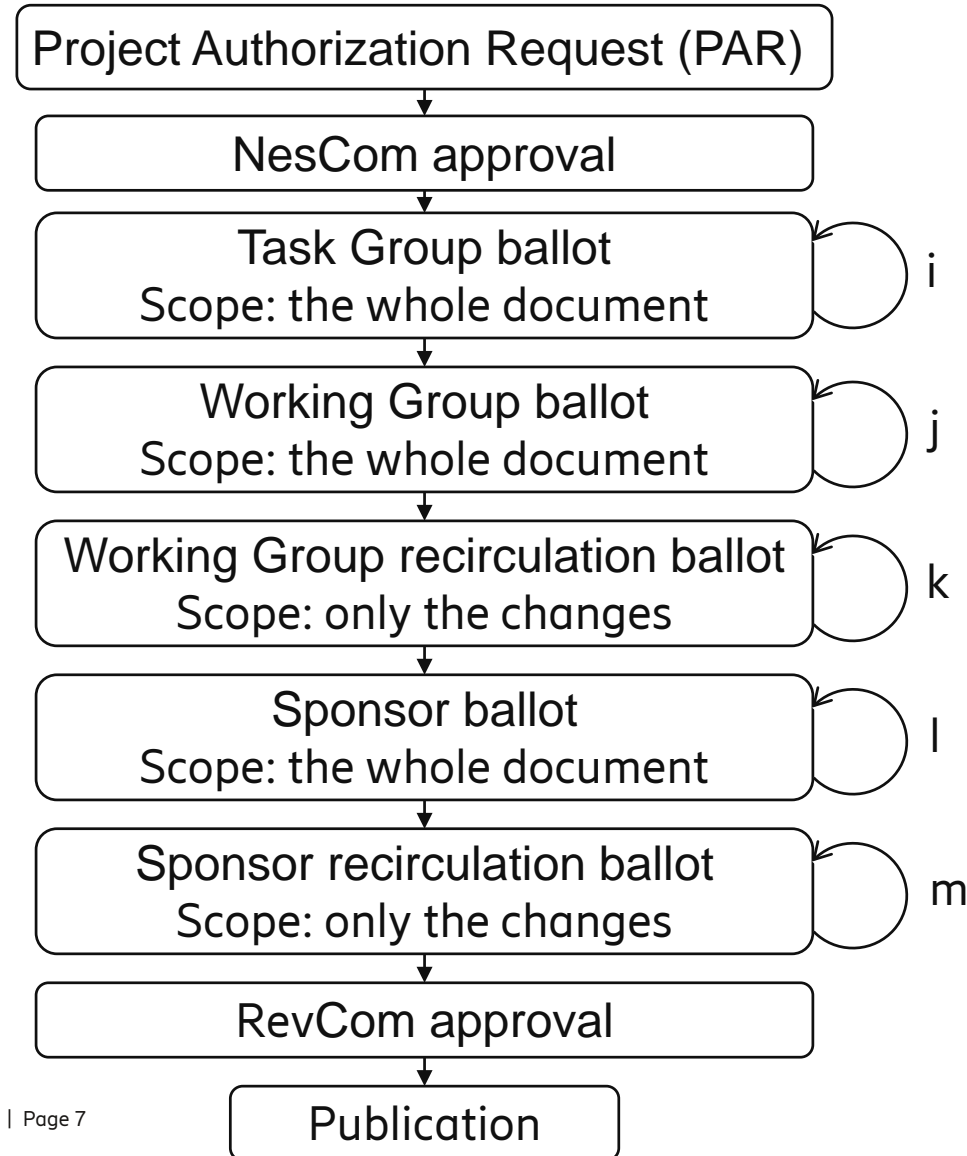 Project Authorization Request (PAR)
NesCom approval
Task Group ballot
Scope: the whole document
i
Working Group ballot
Scope: the whole document
j
Working Group recirculation ballot
Scope: only the changes
k
Sponsor ballot
Scope: the whole document
l
Sponsor recirculation ballot
Scope: only the changes
m
RevCom approval
| Page 7
Publication